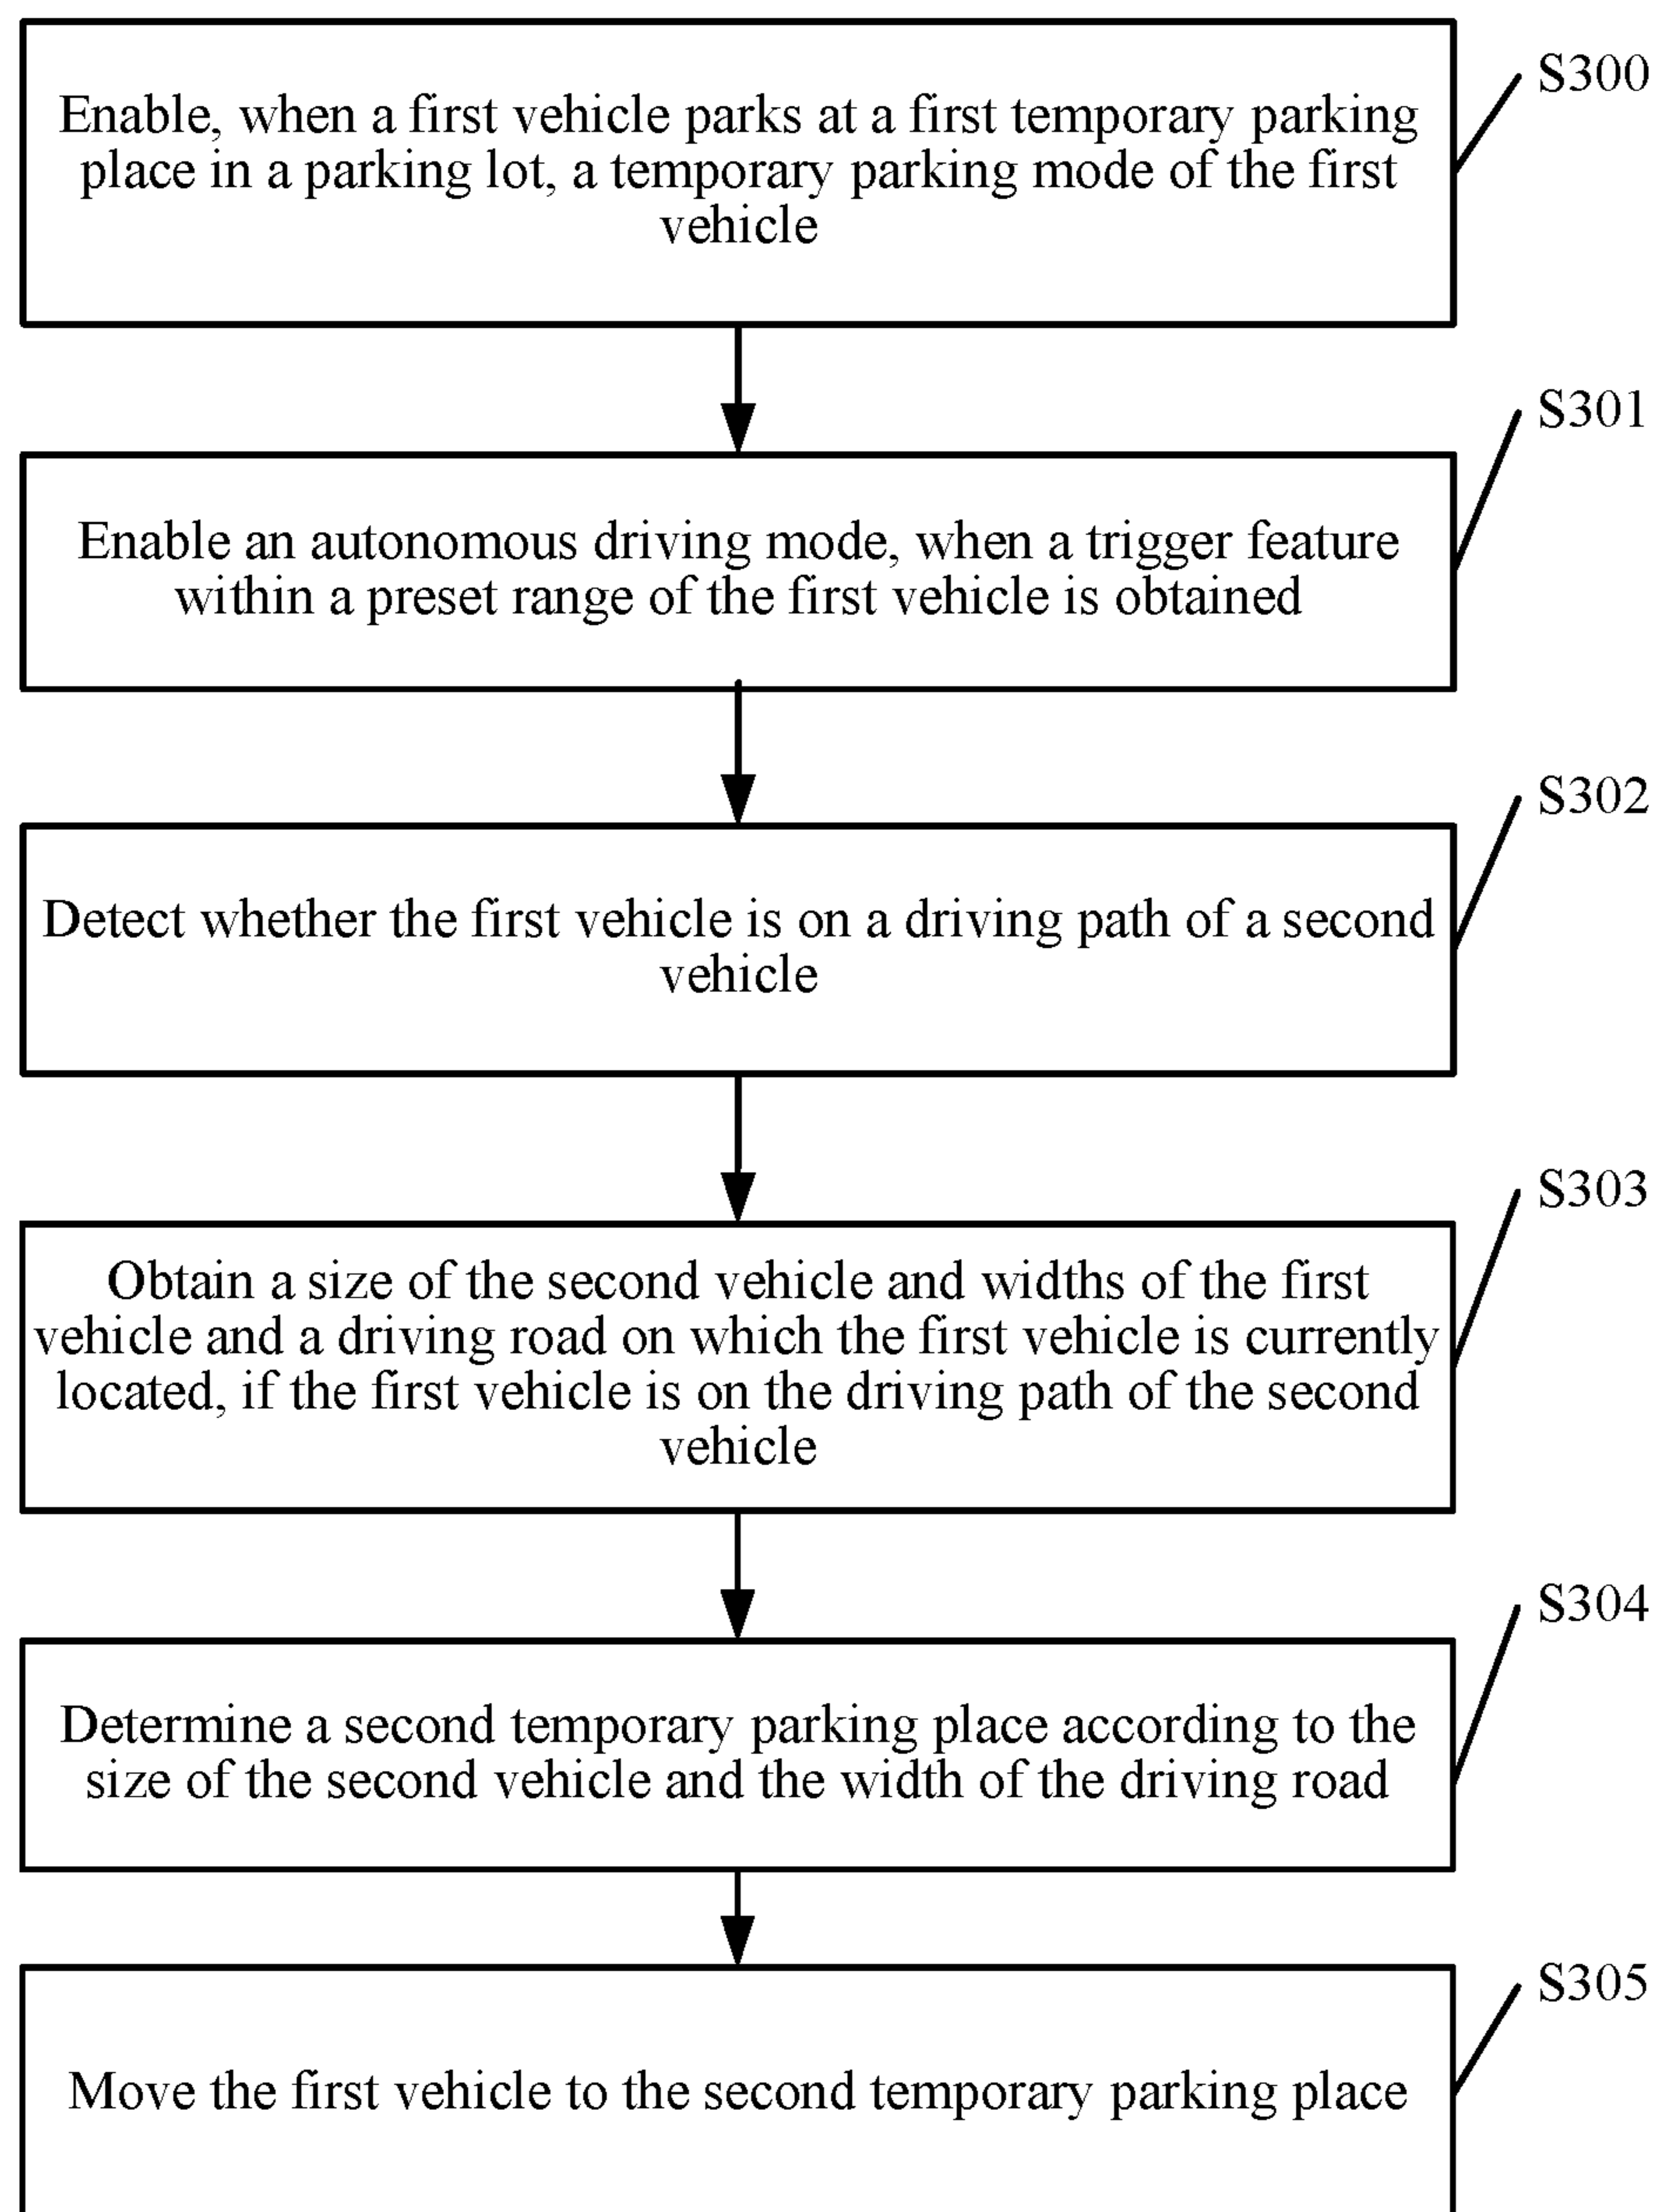 S300
Enable, when a first vehicle parks at a first temporary parking
place in a parking lot, a temporary parking mode of the first
vehicle
S301
Enable an autonomous driving mode, when a trigger feature
within a preset range of the first vehicle is obtained
S302
Detect whether the first vehicle is on a driving path of a second
vehicle
S303
Obtain a size of the second vehicle and widths of the first
vehicle and a driving road on which the first vehicle is currently
located, if the first vehicle is on the driving path of the second
vehicle
S304
Determine a second temporary parking place according to the
size of the second vehicle and the width of the driving road
S305
Move the first vehicle to the second temporary parking place